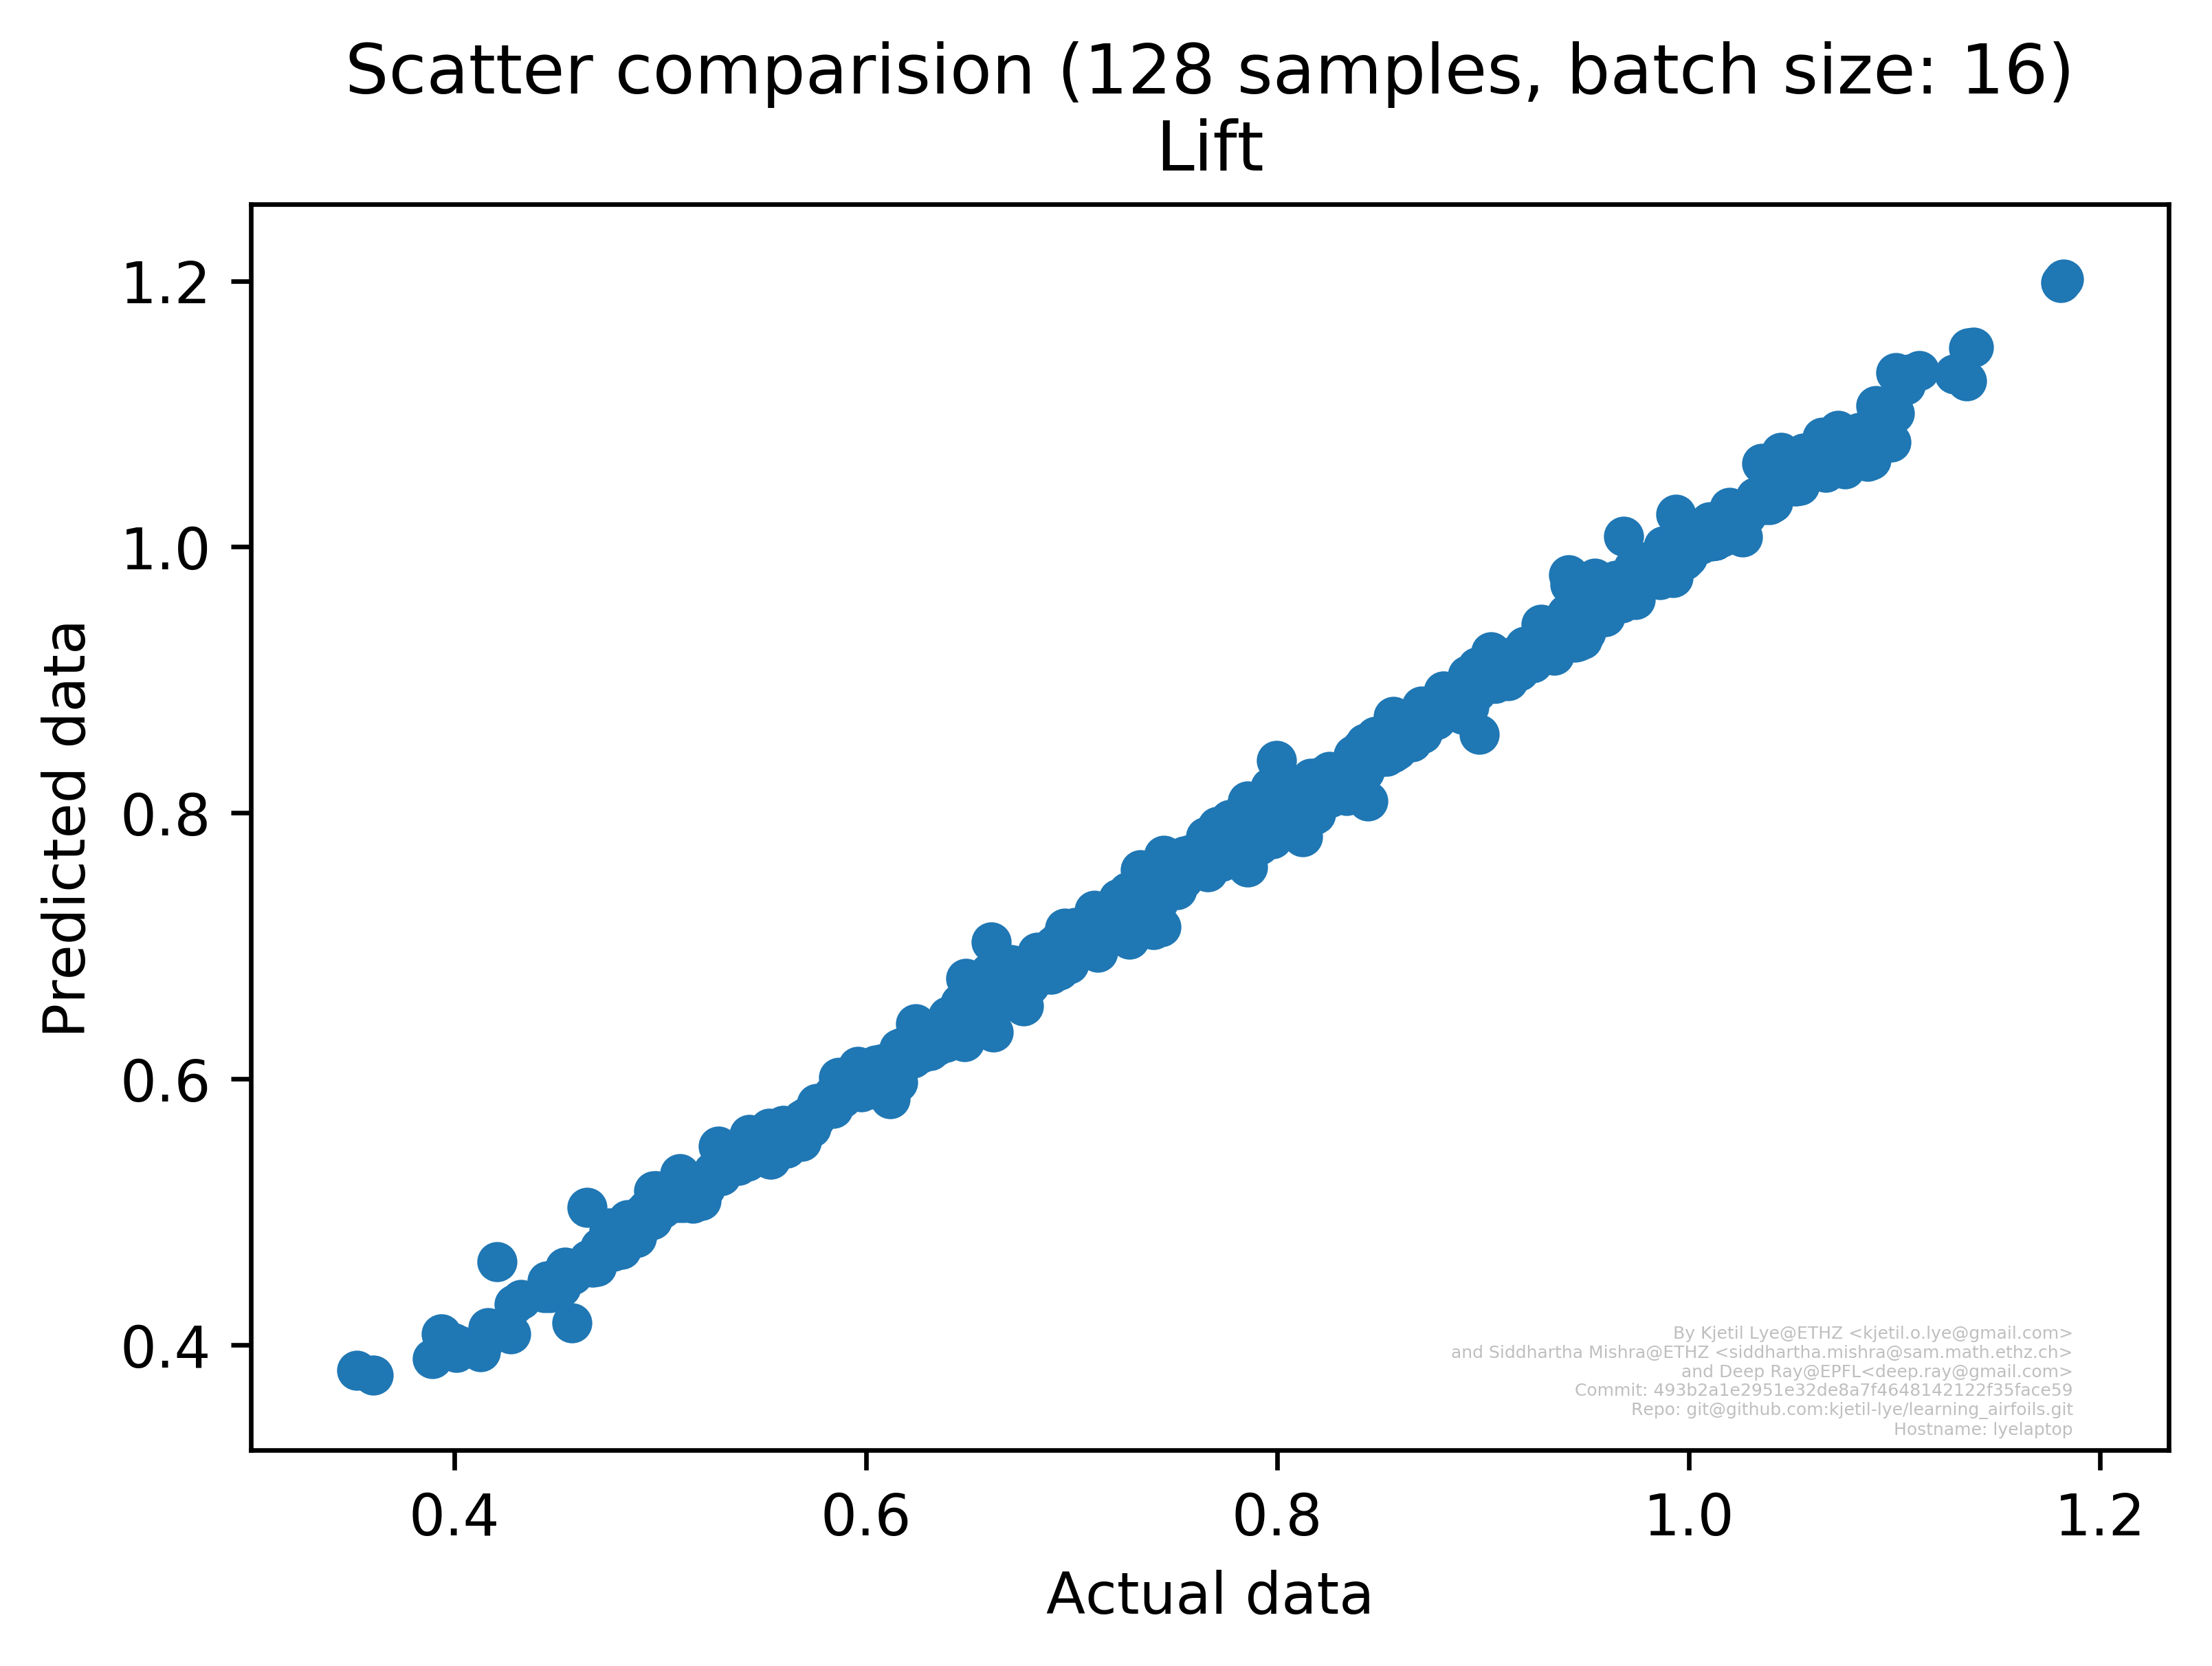 Scatter comparision (128 samples, batch size: 16)
Lift
1.2
1.0
0.8
0.6
0.4
Predicted data
By Kjetil Lye@ETHZ <kjetil.o.lye@gmail.com>
and Siddhartha Mishra@ETHZ <siddhartha.mishra@sam.math.ethz.ch>
and Deep Ray@EPFL<deep.ray@gmail.com>
Commit: 493b2a1e2951e32de8a7f4648142122f35face59
Repo: git@github.com:kjetil-lye/learning_airfoils.git
Hostname: lyelaptop
0.4 0.6 0.8 1.0 1.2
Actual data